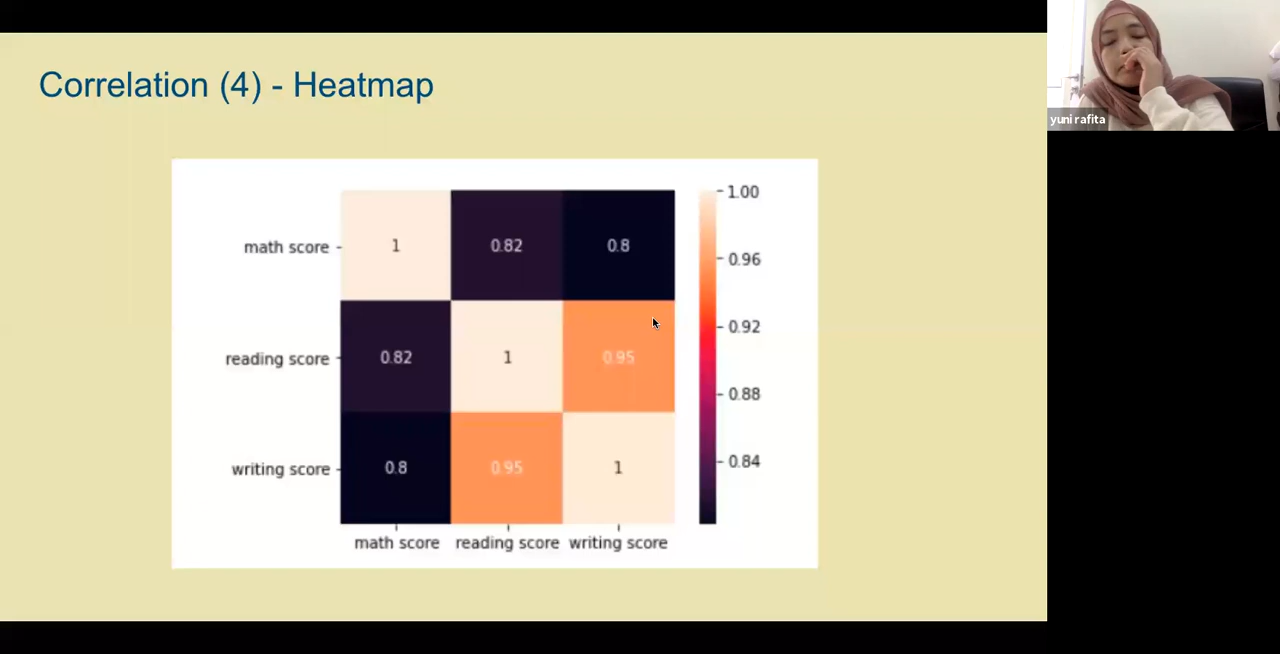 Correlation (4) - Heatmap
yuni rafita
1.00
math score
1
0.82
0.8
0.96
0.92
reading score
0.82
1
0.95
0.88
writing score
0.8
0.95
1
0.84
math score reading score writing score